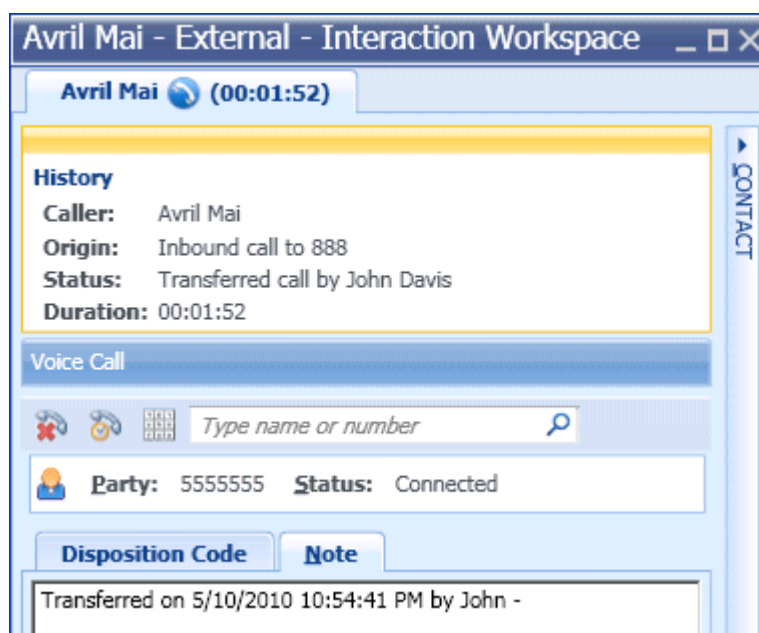 Avril Mai - External - Interaction Workspace
Avril Mai (00:01:52)
History
Caller: Avril Mai
Origin: Inbound call to 888
Status: Transferred call by John Davis
Duration: 00:01:52
CONTACT
Voice Call
Type name or number
Party: 5555555 Status: Connected
Disposition Code Note
Transferred on 5/10/2010 10:54:41 PM by John -